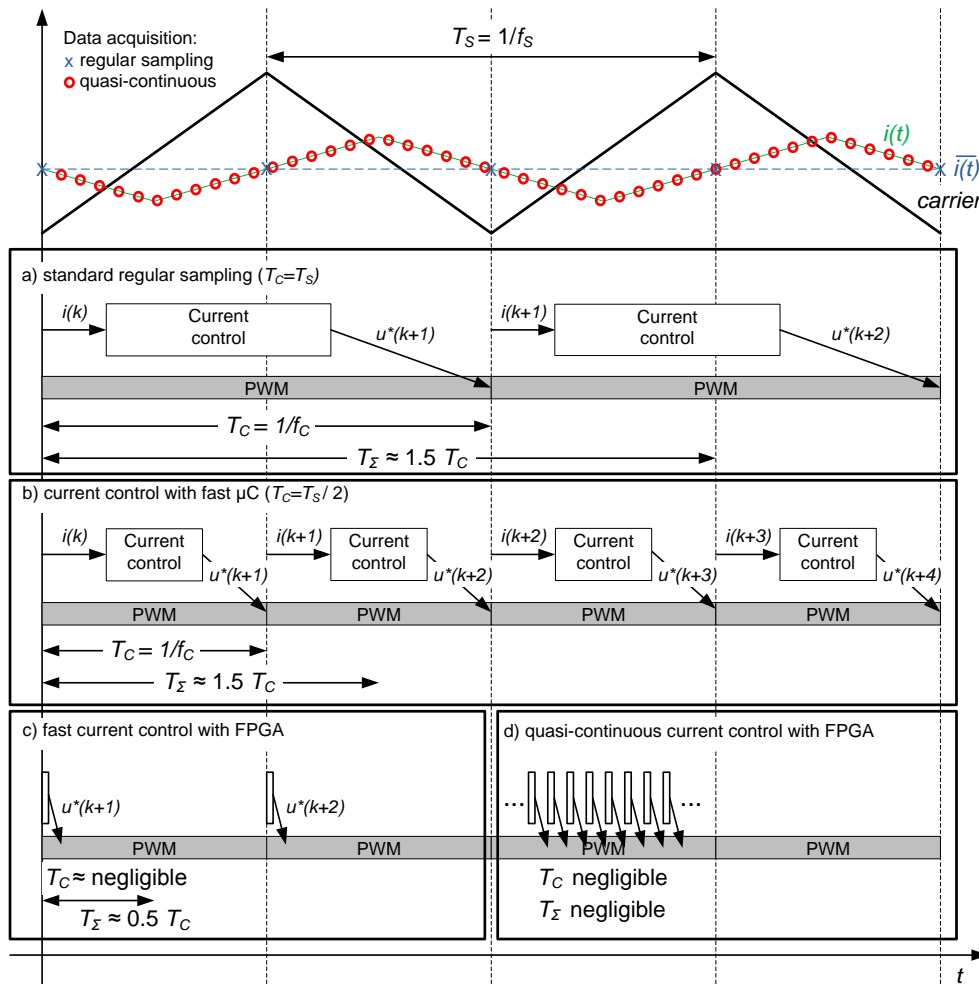 Data acquisition:
x regular sampling
quasi-continuous
T_S = 1/f_S
i(t)
i(t)
carrier
a) standard regular sampling (T_C=T_S)
i(k)
Current
control
u*(k+1)
i(k+1)
Current
control
u*(k+2)
PWM
PWM
T_C = 1/f_C
T_Σ ≈ 1.5 T_C
b) current control with fast µC (T_C=T_S / 2)
i(k)
Current
control
u*(k+1)
i(k+1)
Current
control
u*(k+2)
i(k+2)
Current
control
u*(k+3)
i(k+3)
Current
control
u*(k+4)
PWM
PWM
PWM
PWM
T_C = 1/f_C
T_Σ ≈ 1.5 T_C
c) fast current control with FPGA
u*(k+1)
u*(k+2)
PWM
PWM
T_C ≈ negligible
T_Σ ≈ 0.5 T_C
d) quasi-continuous current control with FPGA
... ...
PWM
PWM
T_C negligible
T_Σ negligible
t